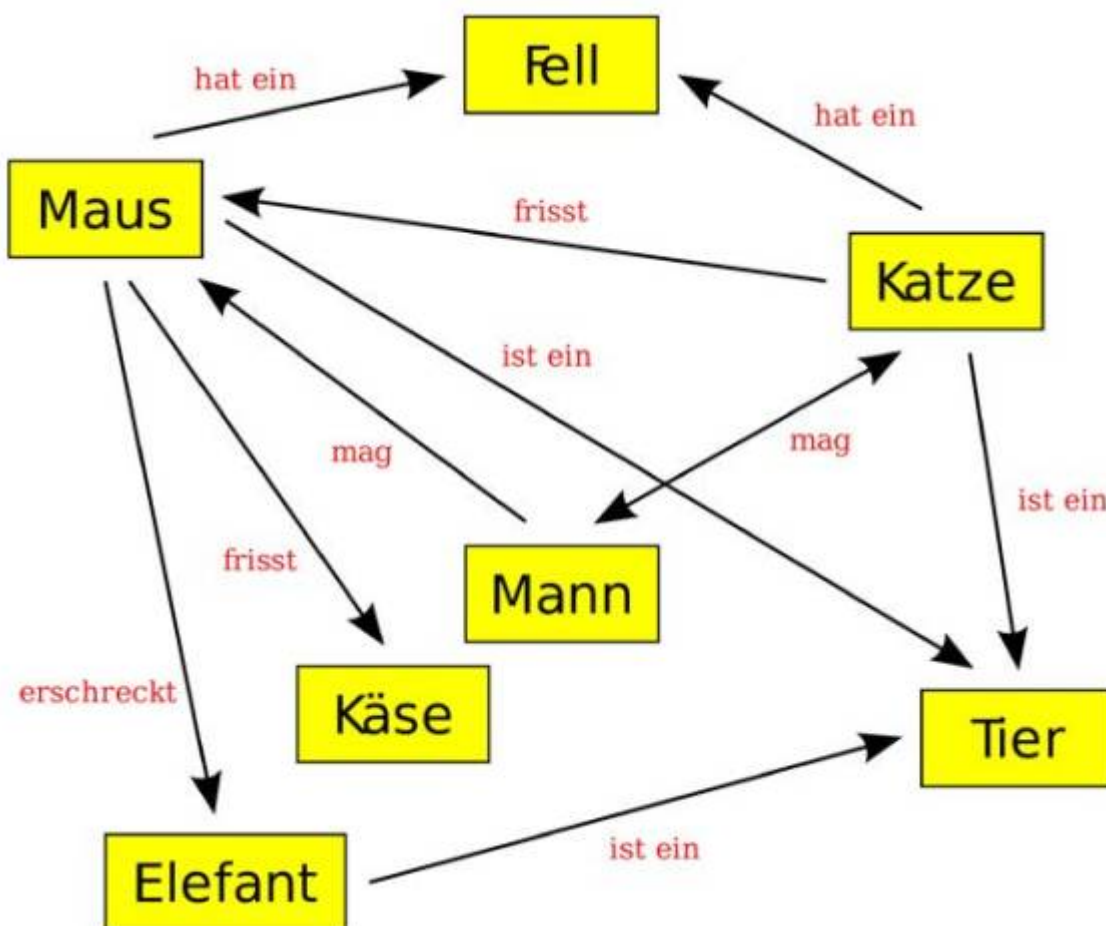 Fell
hat ein
hat ein
Maus
frisst
Katze
ist ein
mag
mag
ist ein
frisst
Mann
erschreckt
Käse
Tier
ist ein
Elefant